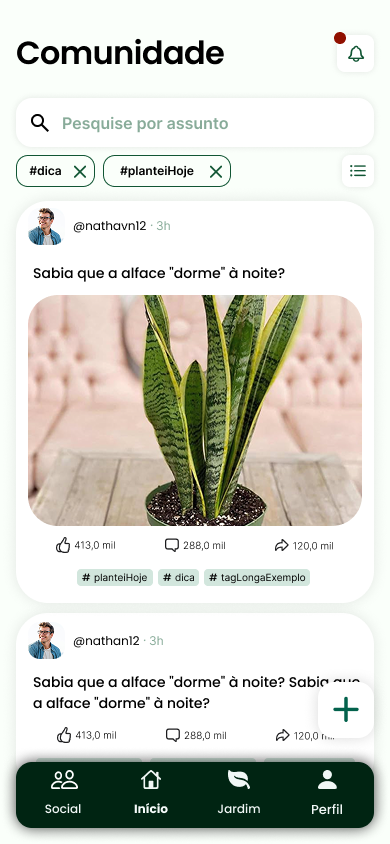 Comunidade
Pesquise por assunto
#dica
#planteiHoje
@nathavn12 · 3h
Sabia que a alface "dorme" à noite?
413,0 mil
288,0 mil
120,0 mil
# planteiHoje
# dica
# tagLongaExemplo
@nathan12 · 3h
Sabia que a alface "dorme" à noite? Sabia que
a alface "dorme" à noite?
413,0 mil
288,0 mil
120,0
Social
Início
Jardim
Perfil